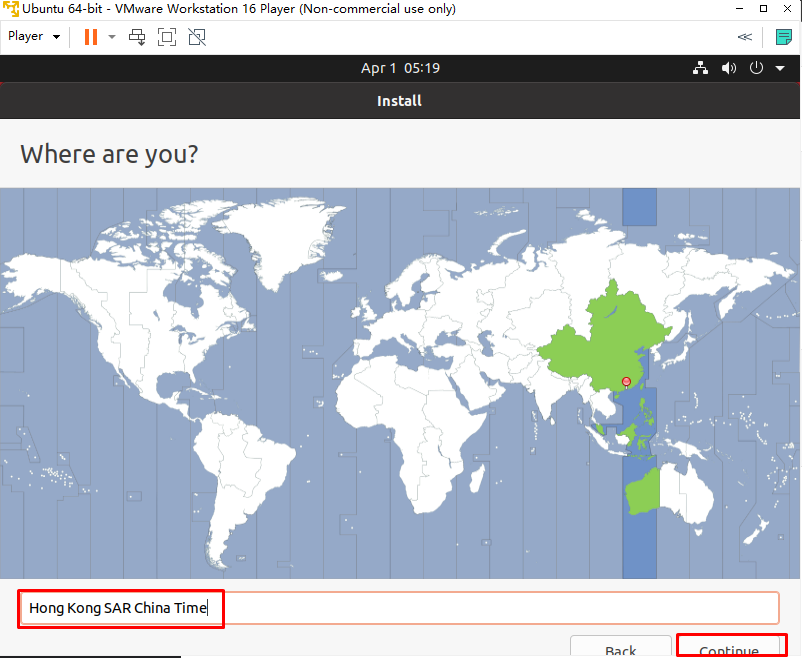 Ubuntu 64-bit - VMware Workstation 16 Player (Non-commercial use only)
Player
Apr 1 05:19
Install
Where are you?
Hong Kong SAR China Time
Back
Continue